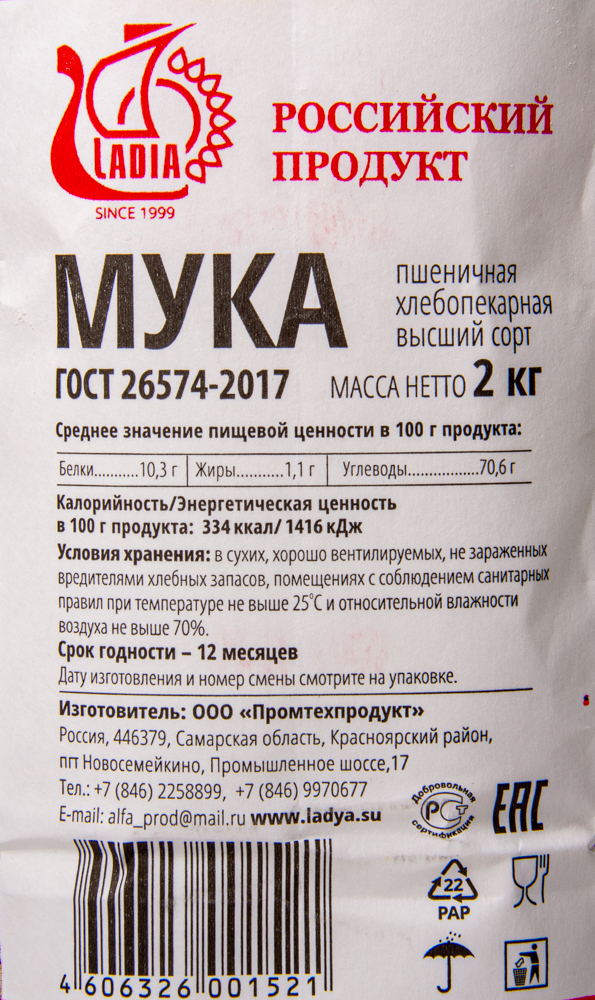 LADIA
SINCE 1999
РОССИЙСКИЙ
ПРОДУКТ
МУКА
пшеничная
хлебопекарная
высший сорт
ГОСТ 26574-2017 МАССА НЕТТО 2 кг
Среднее значение пищевой ценности в 100 г продукта:
Белки...........10,3 г Жиры...........1,1 г Углеводы.................70,6 г
Калорийность/Энергетическая ценность
в 100 г продукта: 334 ккал/ 1416 кДж
Условия хранения: в сухих, хорошо вентилируемых, не зараженных
вредителями хлебных запасов, помещениях с соблюдением санитарных
правил при температуре не выше 25°С и относительной влажности
воздуха не выше 70%.
Срок годности – 12 месяцев
Дату изготовления и номер смены смотрите на упаковке.
Изготовитель: ООО «Промтехпродукт»
Россия, 446379, Самарская область, Красноярский район,
пгт Новосемейкино, Промышленное шоссе,17
Тел.: +7 (846) 2258899, +7 (846) 9970677
E-mail: alfa_prod@mail.ru www.ladya.su
Добровольная
РСТ
сертификация
ЕАС
22
PAP
4 606326 001521